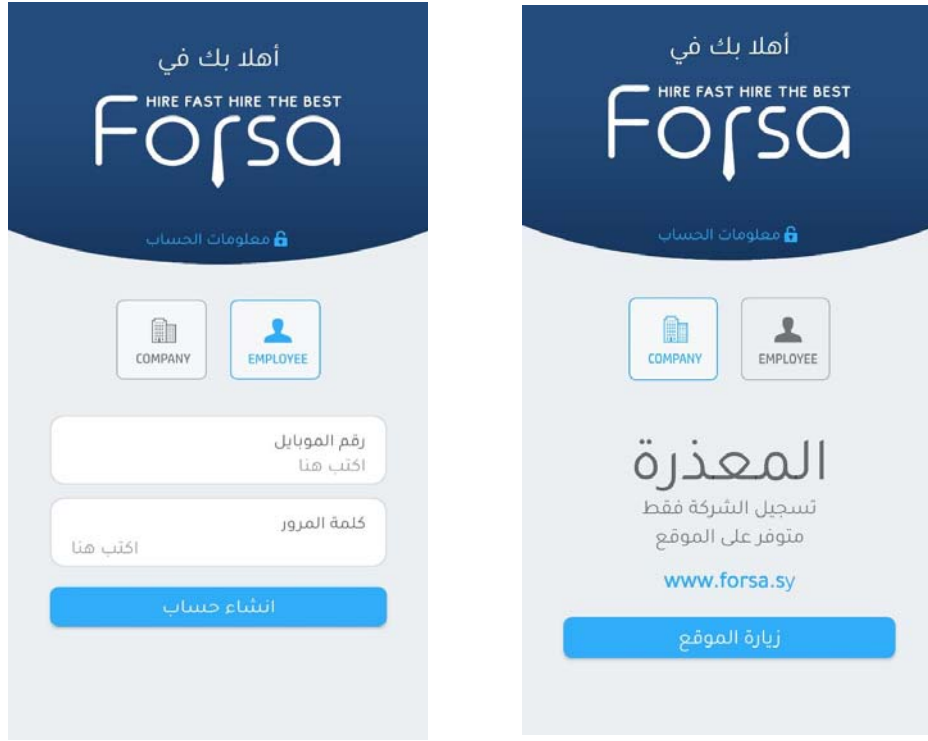 أهلا بك في
HIRE FAST HIRE THE BEST
Forsa
معلومات الحساب
COMPANY
EMPLOYEE
رقم الموبايل
اكتب هنا
كلمة المرور
اكتب هنا
انشاء حساب
أهلا بك في
HIRE FAST HIRE THE BEST
Forsa
معلومات الحساب
COMPANY
EMPLOYEE
المعذرة
تسجيل الشركة فقط
متوفر على الموقع
www.forsa.sy
زيارة الموقع